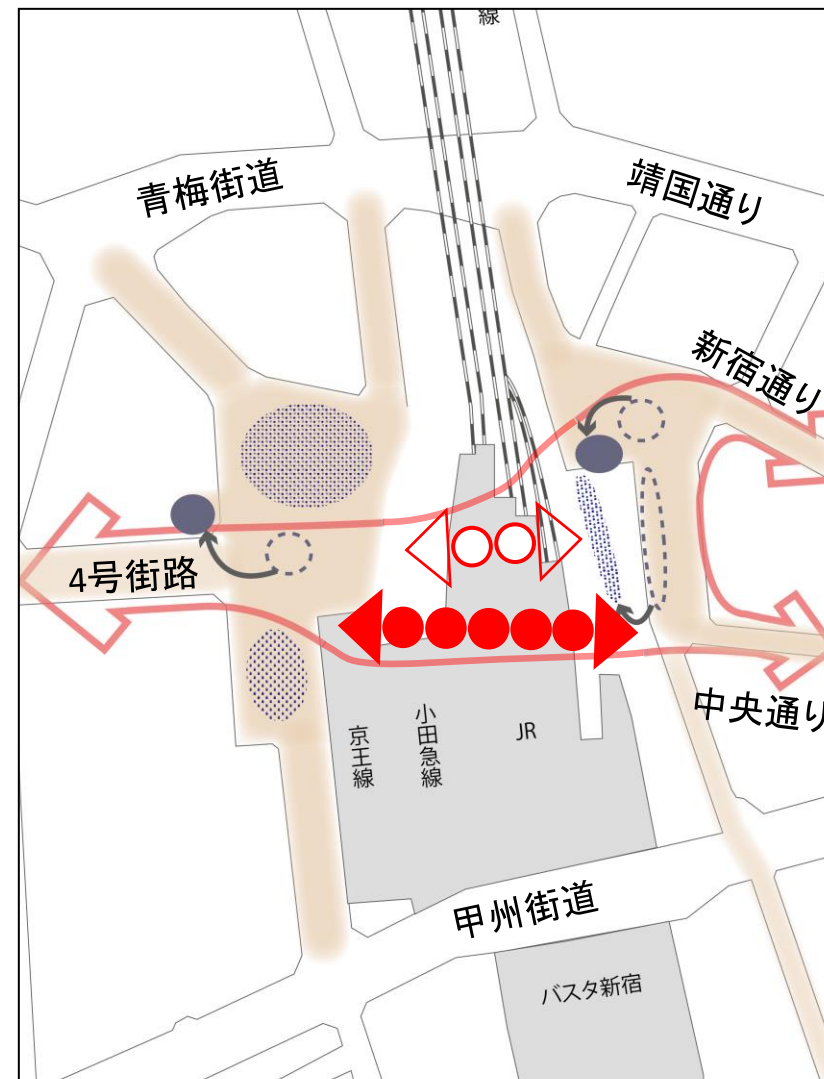 線
青梅街道
靖国通り
新宿通り
4号街路
中央通り
京王線
小田急線
JR
甲州街道
バスタ新宿